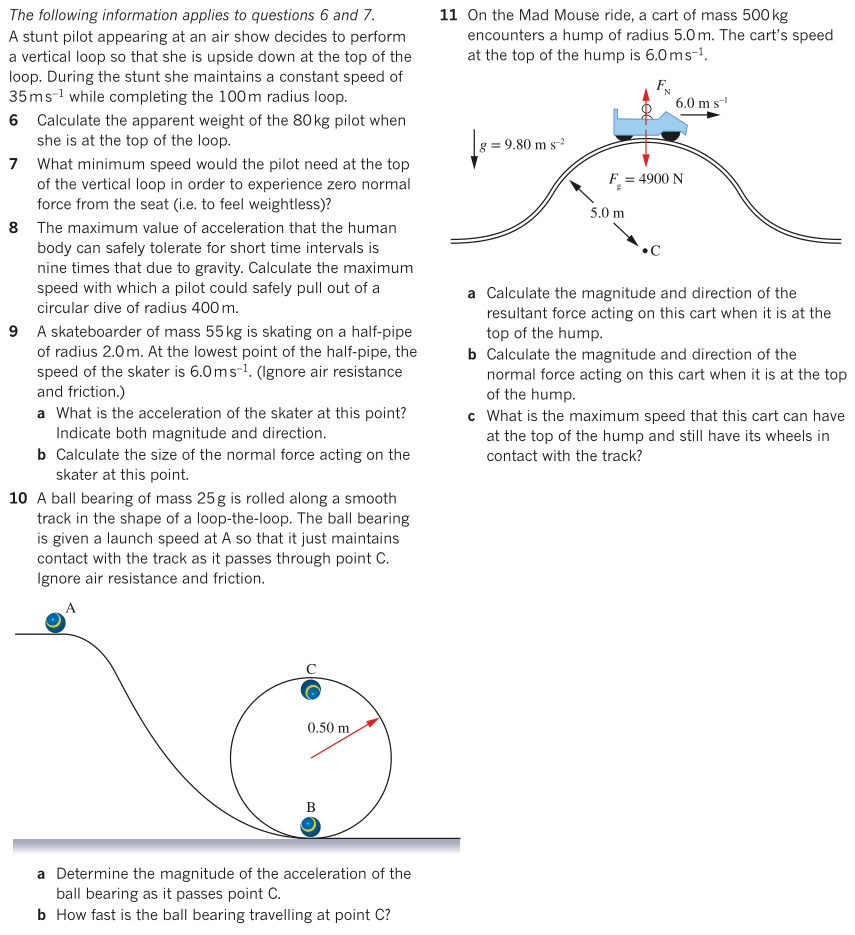 The following information applies to questions 6 and 7.
A stunt pilot appearing at an air show decides to perform
a vertical loop so that she is upside down at the top of the
loop. During the stunt she maintains a constant speed of
35 m s⁻¹ while completing the 100 m radius loop.
6 Calculate the apparent weight of the 80 kg pilot when
she is at the top of the loop.
7 What minimum speed would the pilot need at the top
of the vertical loop in order to experience zero normal
force from the seat (i.e. to feel weightless)?
8 The maximum value of acceleration that the human
body can safely tolerate for short time intervals is
nine times that due to gravity. Calculate the maximum
speed with which a pilot could safely pull out of a
circular dive of radius 400 m.
9 A skateboarder of mass 55 kg is skating on a half-pipe
of radius 2.0 m. At the lowest point of the half-pipe, the
speed of the skater is 6.0 m s⁻¹. (Ignore air resistance
and friction.)
a What is the acceleration of the skater at this point?
Indicate both magnitude and direction.
b Calculate the size of the normal force acting on the
skater at this point.
10 A ball bearing of mass 25 g is rolled along a smooth
track in the shape of a loop-the-loop. The ball bearing
is given a launch speed at A so that it just maintains
contact with the track as it passes through point C.
Ignore air resistance and friction.
A
C
0.50 m
B
a Determine the magnitude of the acceleration of the
ball bearing as it passes point C.
b How fast is the ball bearing travelling at point C?
11 On the Mad Mouse ride, a cart of mass 500 kg
encounters a hump of radius 5.0 m. The cart's speed
at the top of the hump is 6.0 m s⁻¹.
F_N
6.0 m s⁻¹
g = 9.80 m s⁻²
F_g = 4900 N
5.0 m
C
a Calculate the magnitude and direction of the
resultant force acting on this cart when it is at the
top of the hump.
b Calculate the magnitude and direction of the
normal force acting on this cart when it is at the top
of the hump.
c What is the maximum speed that this cart can have
at the top of the hump and still have its wheels in
contact with the track?